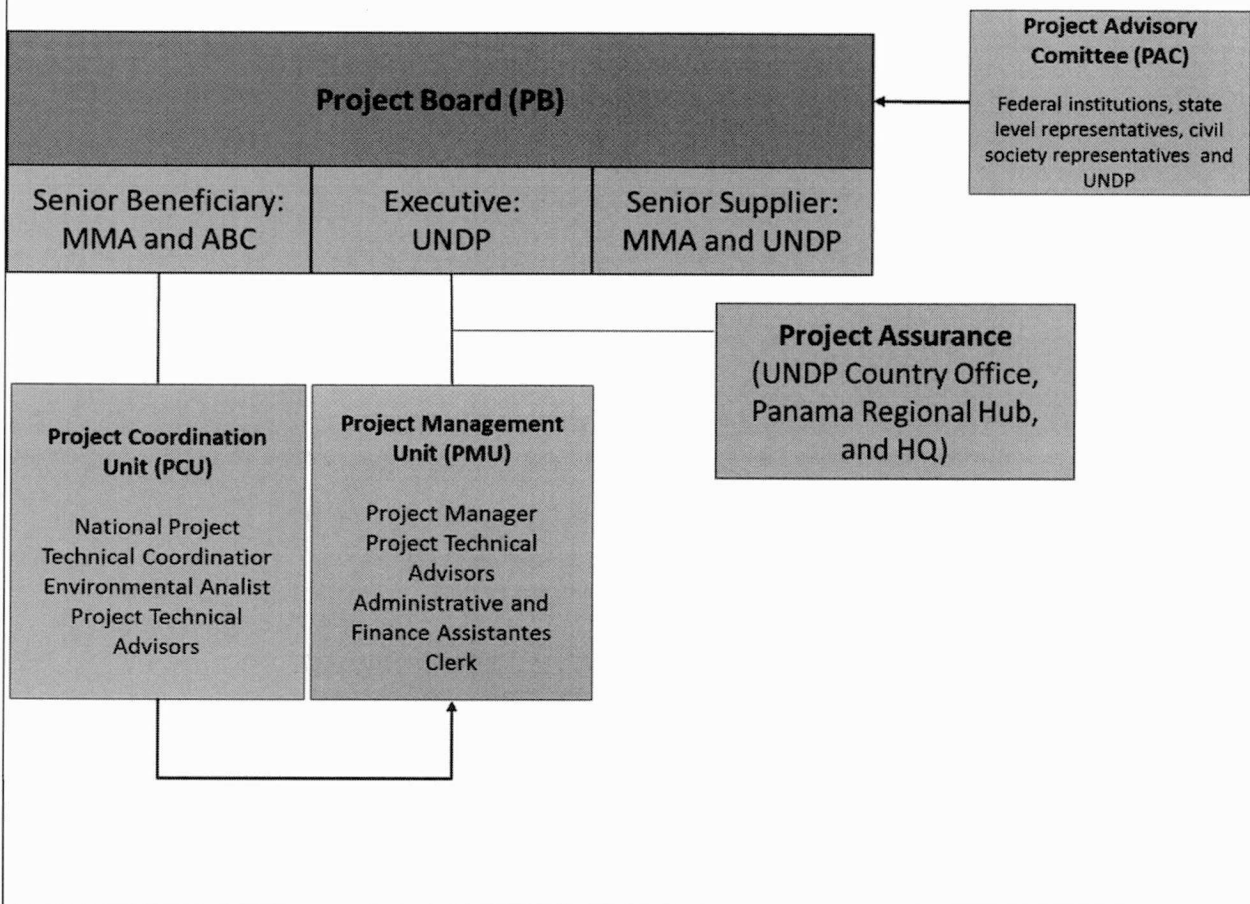 Project Advisory
Comittee (PAC)
Federal institutions, state
level representatives, civil
society representatives and
UNDP
Project Board (PB)
Senior Beneficiary:
MMA and ABC
Executive:
UNDP
Senior Supplier:
MMA and UNDP
Project Assurance
(UNDP Country Office,
Panama Regional Hub,
and HQ)
Project Coordination
Unit (PCU)
National Project
Technical Coordinatior
Environmental Analist
Project Technical
Advisors
Project Management
Unit (PMU)
Project Manager
Project Technical
Advisors
Administrative and
Finance Assistantes
Clerk